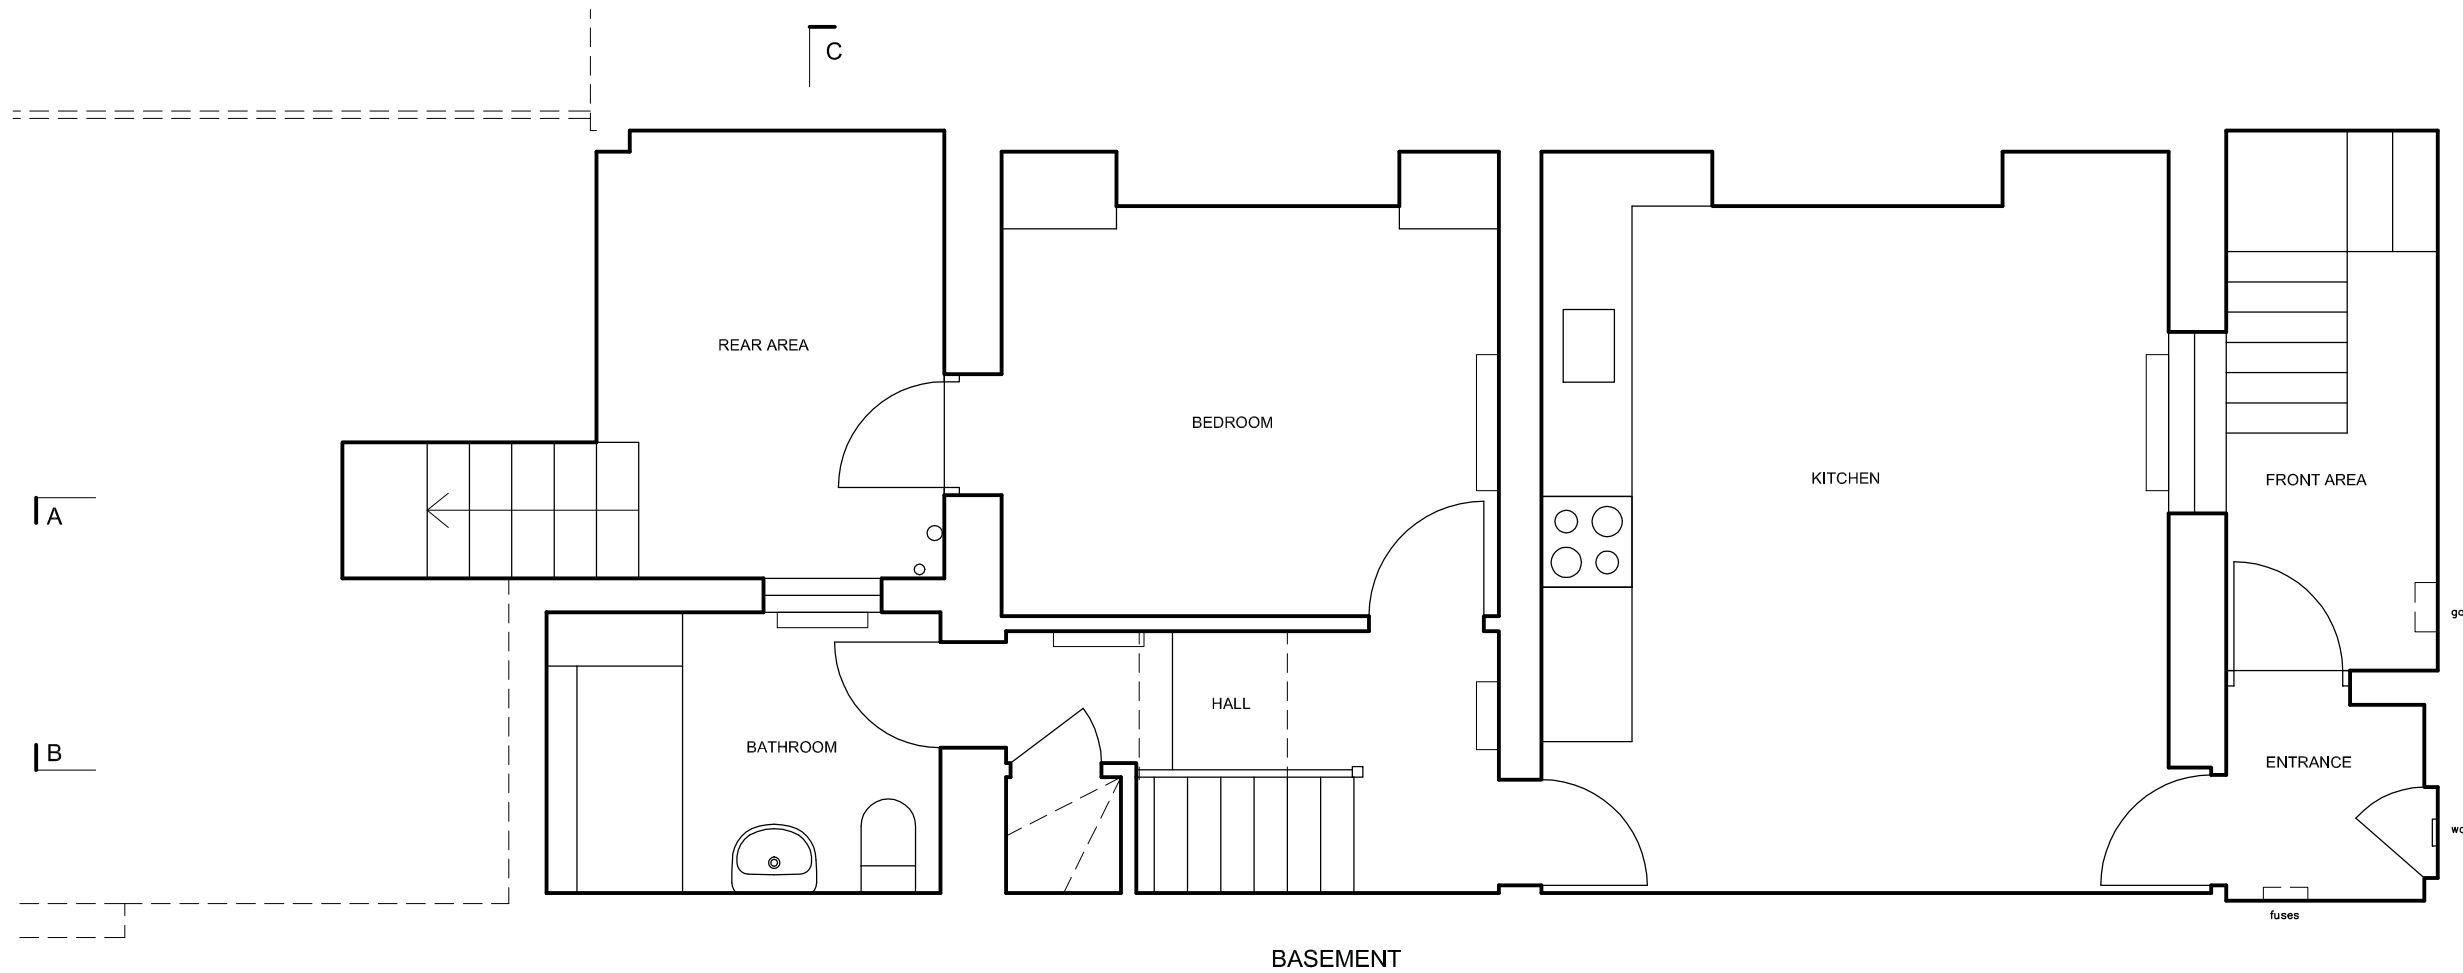 C
REAR AREA
BEDROOM
KITCHEN
FRONT AREA
A
HALL
BATHROOM
B
ENTRANCE
fuses
BASEMENT